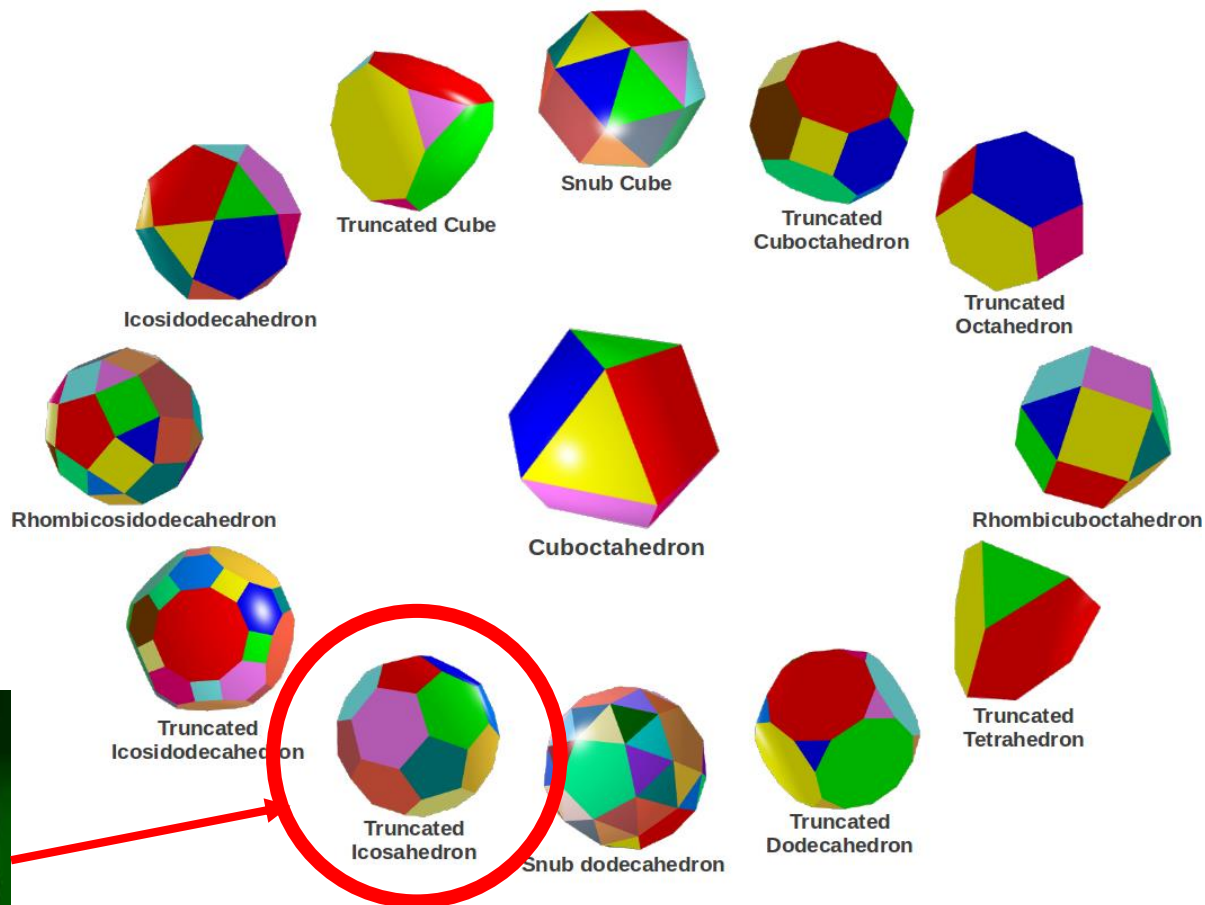 Snub Cube
Truncated Cube
Truncated
Cuboctahedron
Icosidodecahedron
Truncated
Octahedron
Rhombicosidodecahedron
Cuboctahedron
Rhombicuboctahedron
Truncated
Icosidodecahedron
Truncated
Icosahedron
Snub dodecahedron
Truncated
Dodecahedron
Truncated
Tetrahedron